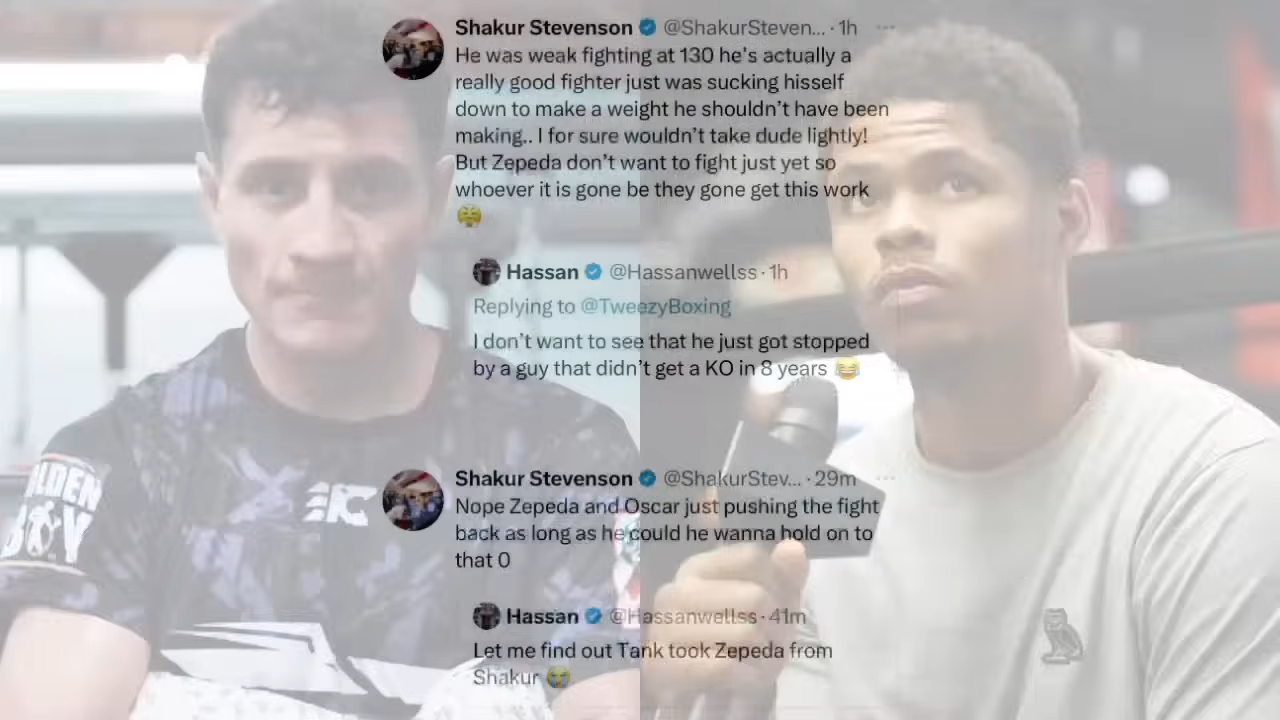 Shakur Stevenson @ShakurSteven... · 1h
He was weak fighting at 130 he's actually a
really good fighter just was sucking hisself
down to make a weight he shouldn't have been
making.. I for sure wouldn't take dude lightly!
But Zepeda don't want to fight just yet so
whoever it is gone be they gone get this work
😤
Hassan @Hassanwellss · 1h
Replying to @TweezyBoxing
I don't want to see that he just got stopped
by a guy that didn't get a KO in 8 years 😂
Shakur Stevenson @ShakurStev... · 29m
Nope Zepeda and Oscar just pushing the fight
back as long as he could he wanna hold on to
that 0
Hassan @Hassanwellss · 41m
Let me find out Tank took Zepeda from
Shakur 😭